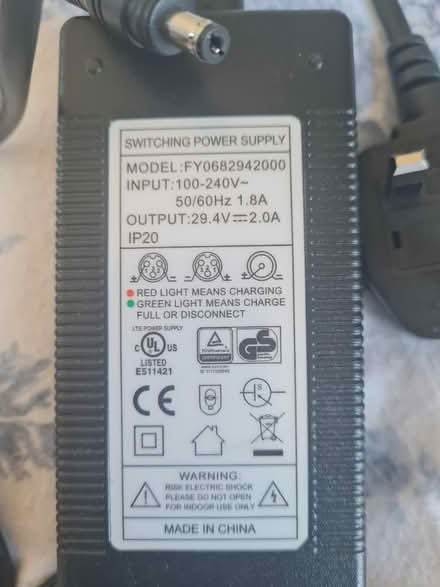 SWITCHING POWER SUPPLY
MODEL:FY0682942000
INPUT:100-240V~
50/60Hz 1.8A
OUTPUT:29.4V⎓2.0A
IP20
RED LIGHT MEANS CHARGING
GREEN LIGHT MEANS CHARGE
FULL OR DISCONNECT
LTG POWER SUPPLY
C UL US
LISTED
E511421
GS
CE
S
WARNING:
RISK ELECTRIC SHOCK
PLEASE DO NOT OPEN
FOR INDOOR USE ONLY
MADE IN CHINA